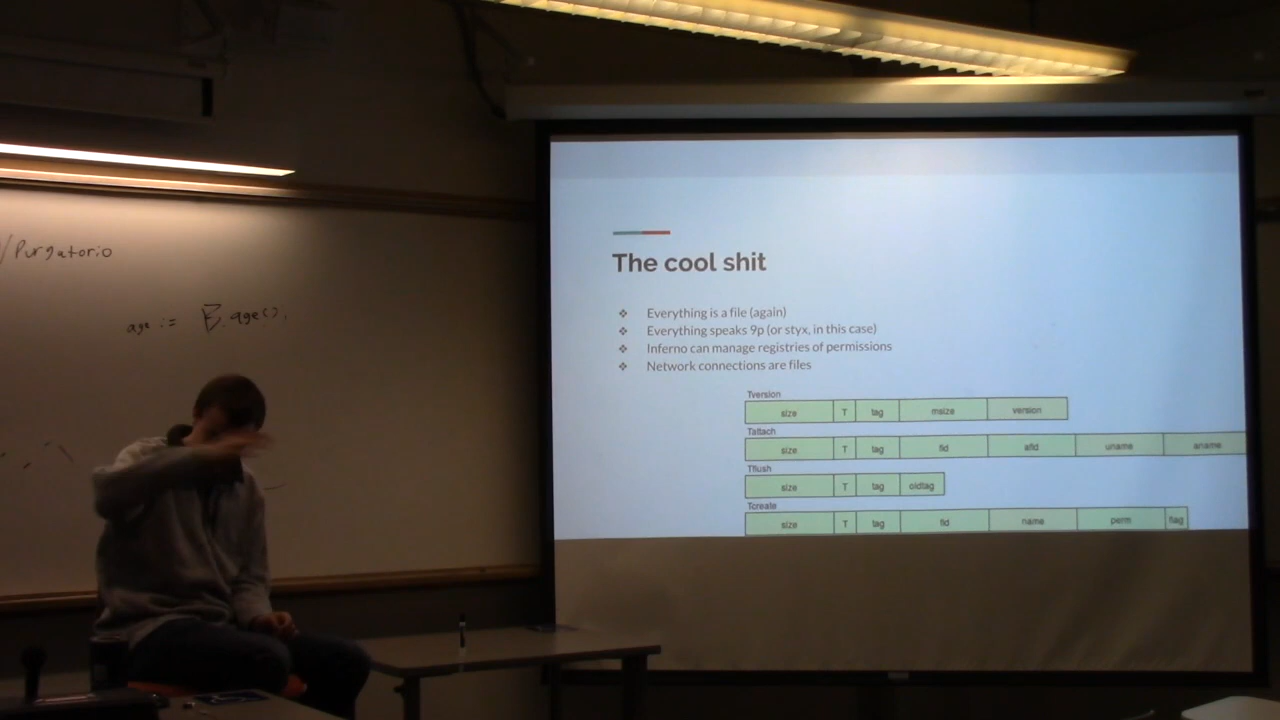 /Purgatorio
age := E.age();
The cool shit
❖ Everything is a file (again)
❖ Everything speaks 9p (or styx, in this case)
❖ Inferno can manage registries of permissions
❖ Network connections are files
Tversion
size T tag msize version
Tattach
size T tag fid afid uname aname
Tflush
size T tag oldtag
Tcreate
size T tag fid name perm flag